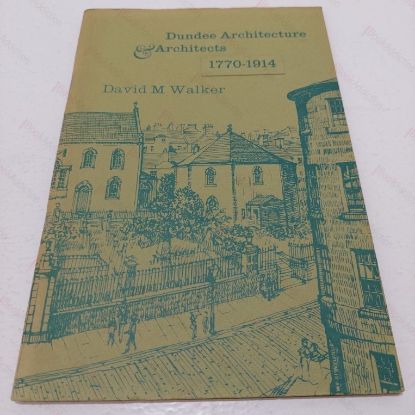 Dundee Architecture
& Architects
1770-1914
David M Walker